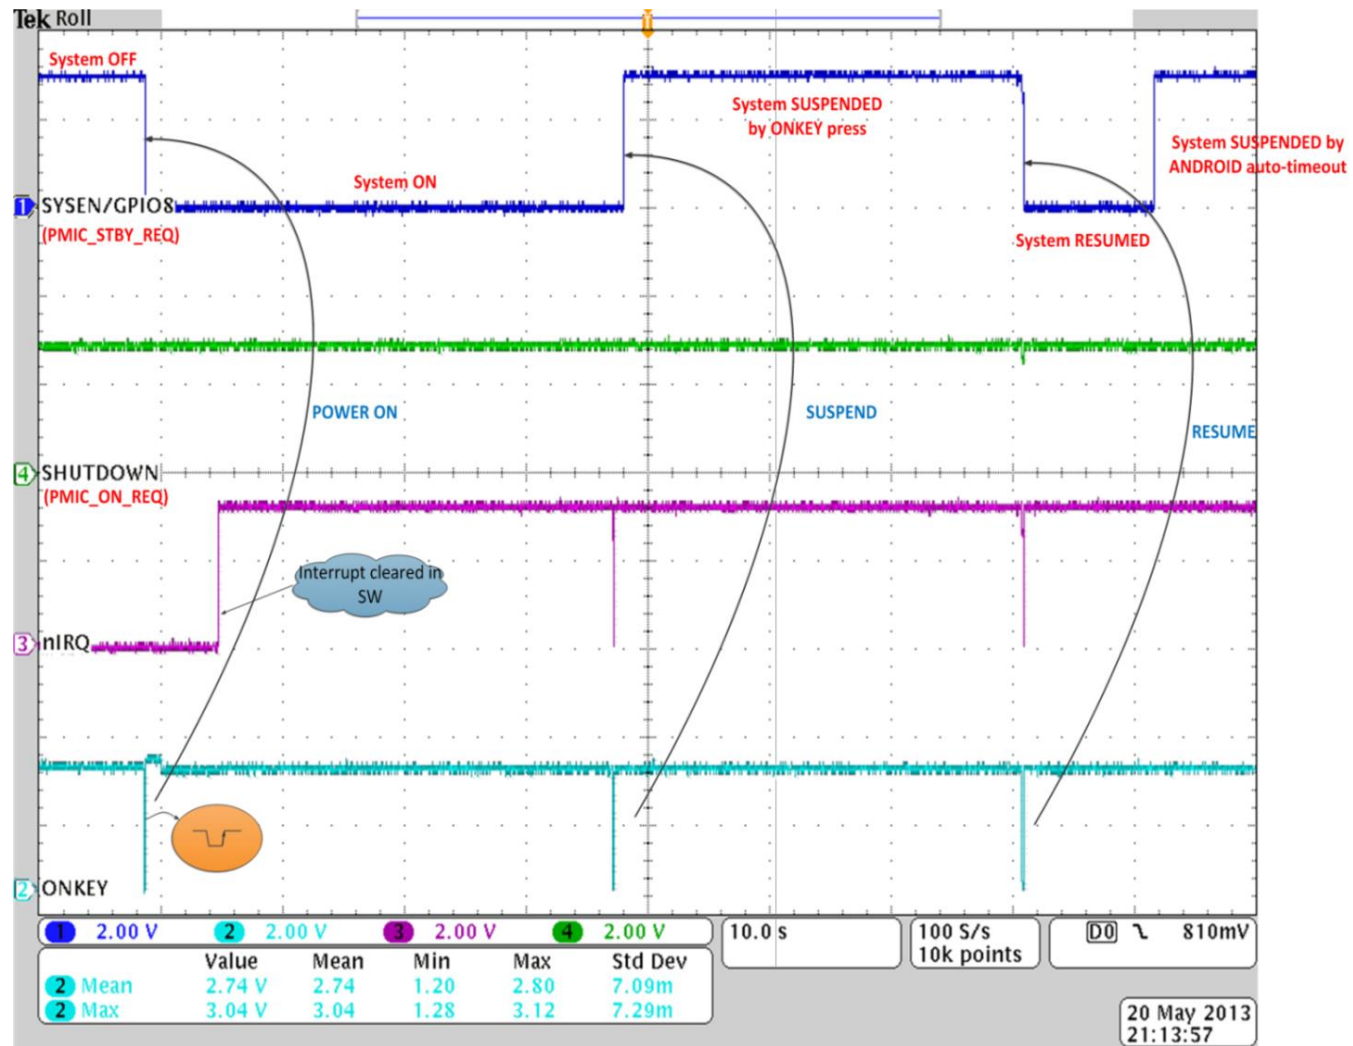 Tek Roll
T
System OFF
System SUSPENDED
by ONKEY press
System SUSPENDED by
ANDROID auto-timeout
System ON
1 SYSEN/GPIO8
(PMIC_STBY_REQ)
System RESUMED
POWER ON
SUSPEND
RESUME
4 SHUTDOWN
(PMIC_ON_REQ)
Interrupt cleared in
SW
3 nIRQ
2 ONKEY
1 2.00 V 2 2.00 V 3 2.00 V 4 2.00 V
10.0 s
100 S/s
10k points
D0 810mV
Value Mean Min Max Std Dev
2 Mean 2.74 V 2.74 1.20 2.80 7.09m
2 Max 3.04 V 3.04 1.28 3.12 7.29m
20 May 2013
21:13:57